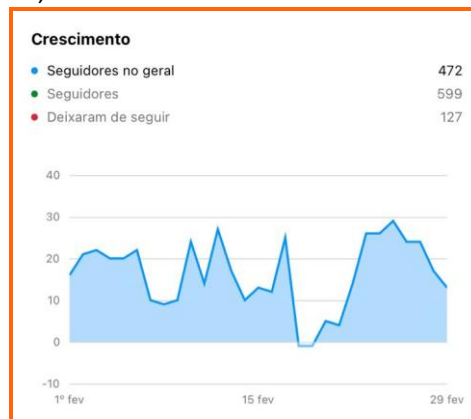 Crescimento
Seguidores no geral 472
Seguidores 599
Deixaram de seguir 127
40
30
20
10
0
-10
1º fev 15 fev 29 fev